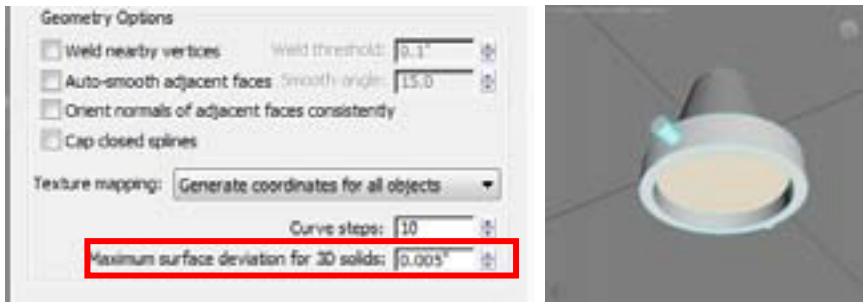 Geometry Options
Weld nearby vertices Weld threshold: 0.1"
Auto-smooth adjacent faces Smooth-angle: 15.0
Orient normals of adjacent faces consistently
Cap closed splines
Texture mapping: Generate coordinates for all objects
Curve steps: 10
Maximum surface deviation for 3D solids: 0.005"